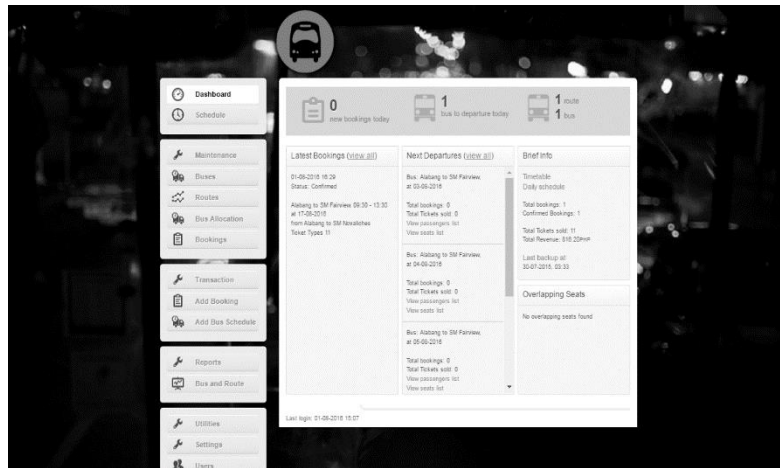 Dashboard
Schedule
Maintenance
Buses
Routes
Bus Allocation
Bookings
Transaction
Add Booking
Add Bus Schedule
Reports
Bus and Route
Utilities
Settings
Users
0
new bookings today
1
bus to departure today
1 route
1 bus
Latest Bookings (view all)
01-08-2016 16:29
Status: Confirmed
Alabang to SM Fairview, 09:30 - 13:30
at 17-08-2016
from Alabang to SM Novaliches
Ticket Types 11
Next Departures (view all)
Bus: Alabang to SM Fairview,
at 03-08-2016
Total bookings: 0
Total Tickets sold: 0
View passengers list
View seats list
Bus: Alabang to SM Fairview,
at 04-08-2016
Total bookings: 0
Total Tickets sold: 0
View passengers list
View seats list
Bus: Alabang to SM Fairview,
at 05-08-2016
Total bookings: 0
Total Tickets sold: 0
View passengers list
View seats list
Brief info
Timetable
Daily schedule
Total bookings: 1
Confirmed Bookings: 1
Total Tickets sold: 11
Total Revenue: 816.20PHP
Last backup at:
30-07-2016, 03:33
Overlapping Seats
No overlapping seats found
Last login: 01-08-2016 15:07